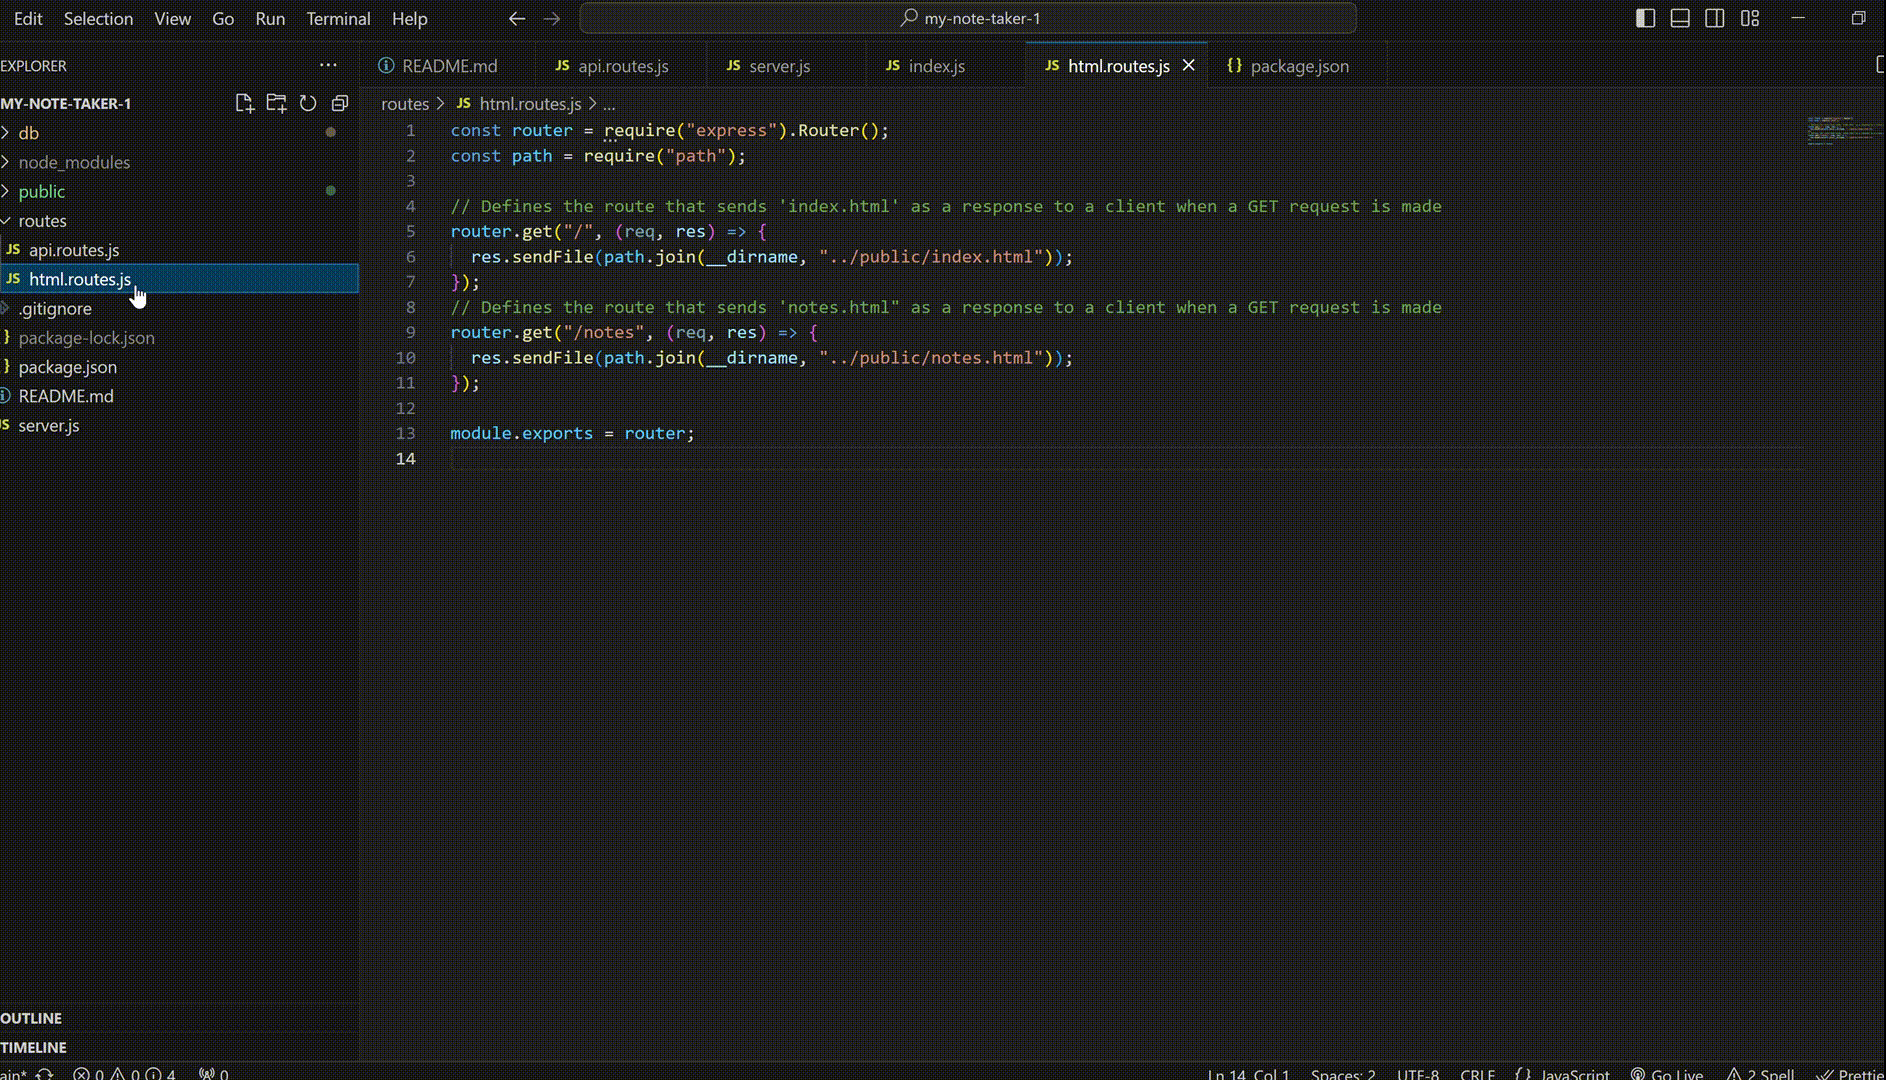 Edit Selection View Go Run Terminal Help my-note-taker-1
EXPLORER ...
README.md JS api.routes.js JS server.js JS index.js JS html.routes.js {} package.json
MY-NOTE-TAKER-1
db
node_modules
public
routes
JS api.routes.js
JS html.routes.js
.gitignore
package-lock.json
package.json
README.md
server.js
OUTLINE
TIMELINE
routes > JS html.routes.js > ...
1 const router = require("express").Router();
2 const path = require("path");
3
4 // Defines the route that sends 'index.html' as a response to a client when a GET request is made
5 router.get("/", (req, res) => {
6 res.sendFile(path.join(__dirname, "../public/index.html"));
7 });
8 // Defines the route that sends 'notes.html" as a response to a client when a GET request is made
9 router.get("/notes", (req, res) => {
10 res.sendFile(path.join(__dirname, "../public/notes.html"));
11 });
12
13 module.exports = router;
14
0 0 4 0 Ln 14, Col 1 Spaces: 2 UTF-8 CRLF {} JavaScript Go Live 2 Spell